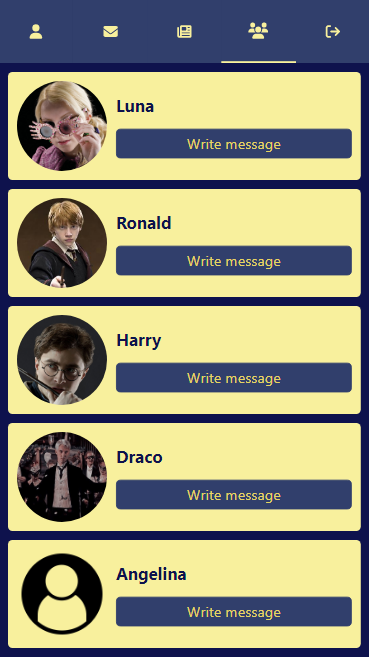 Luna
Write message
Ronald
Write message
Harry
Write message
Draco
Write message
Angelina
Write message